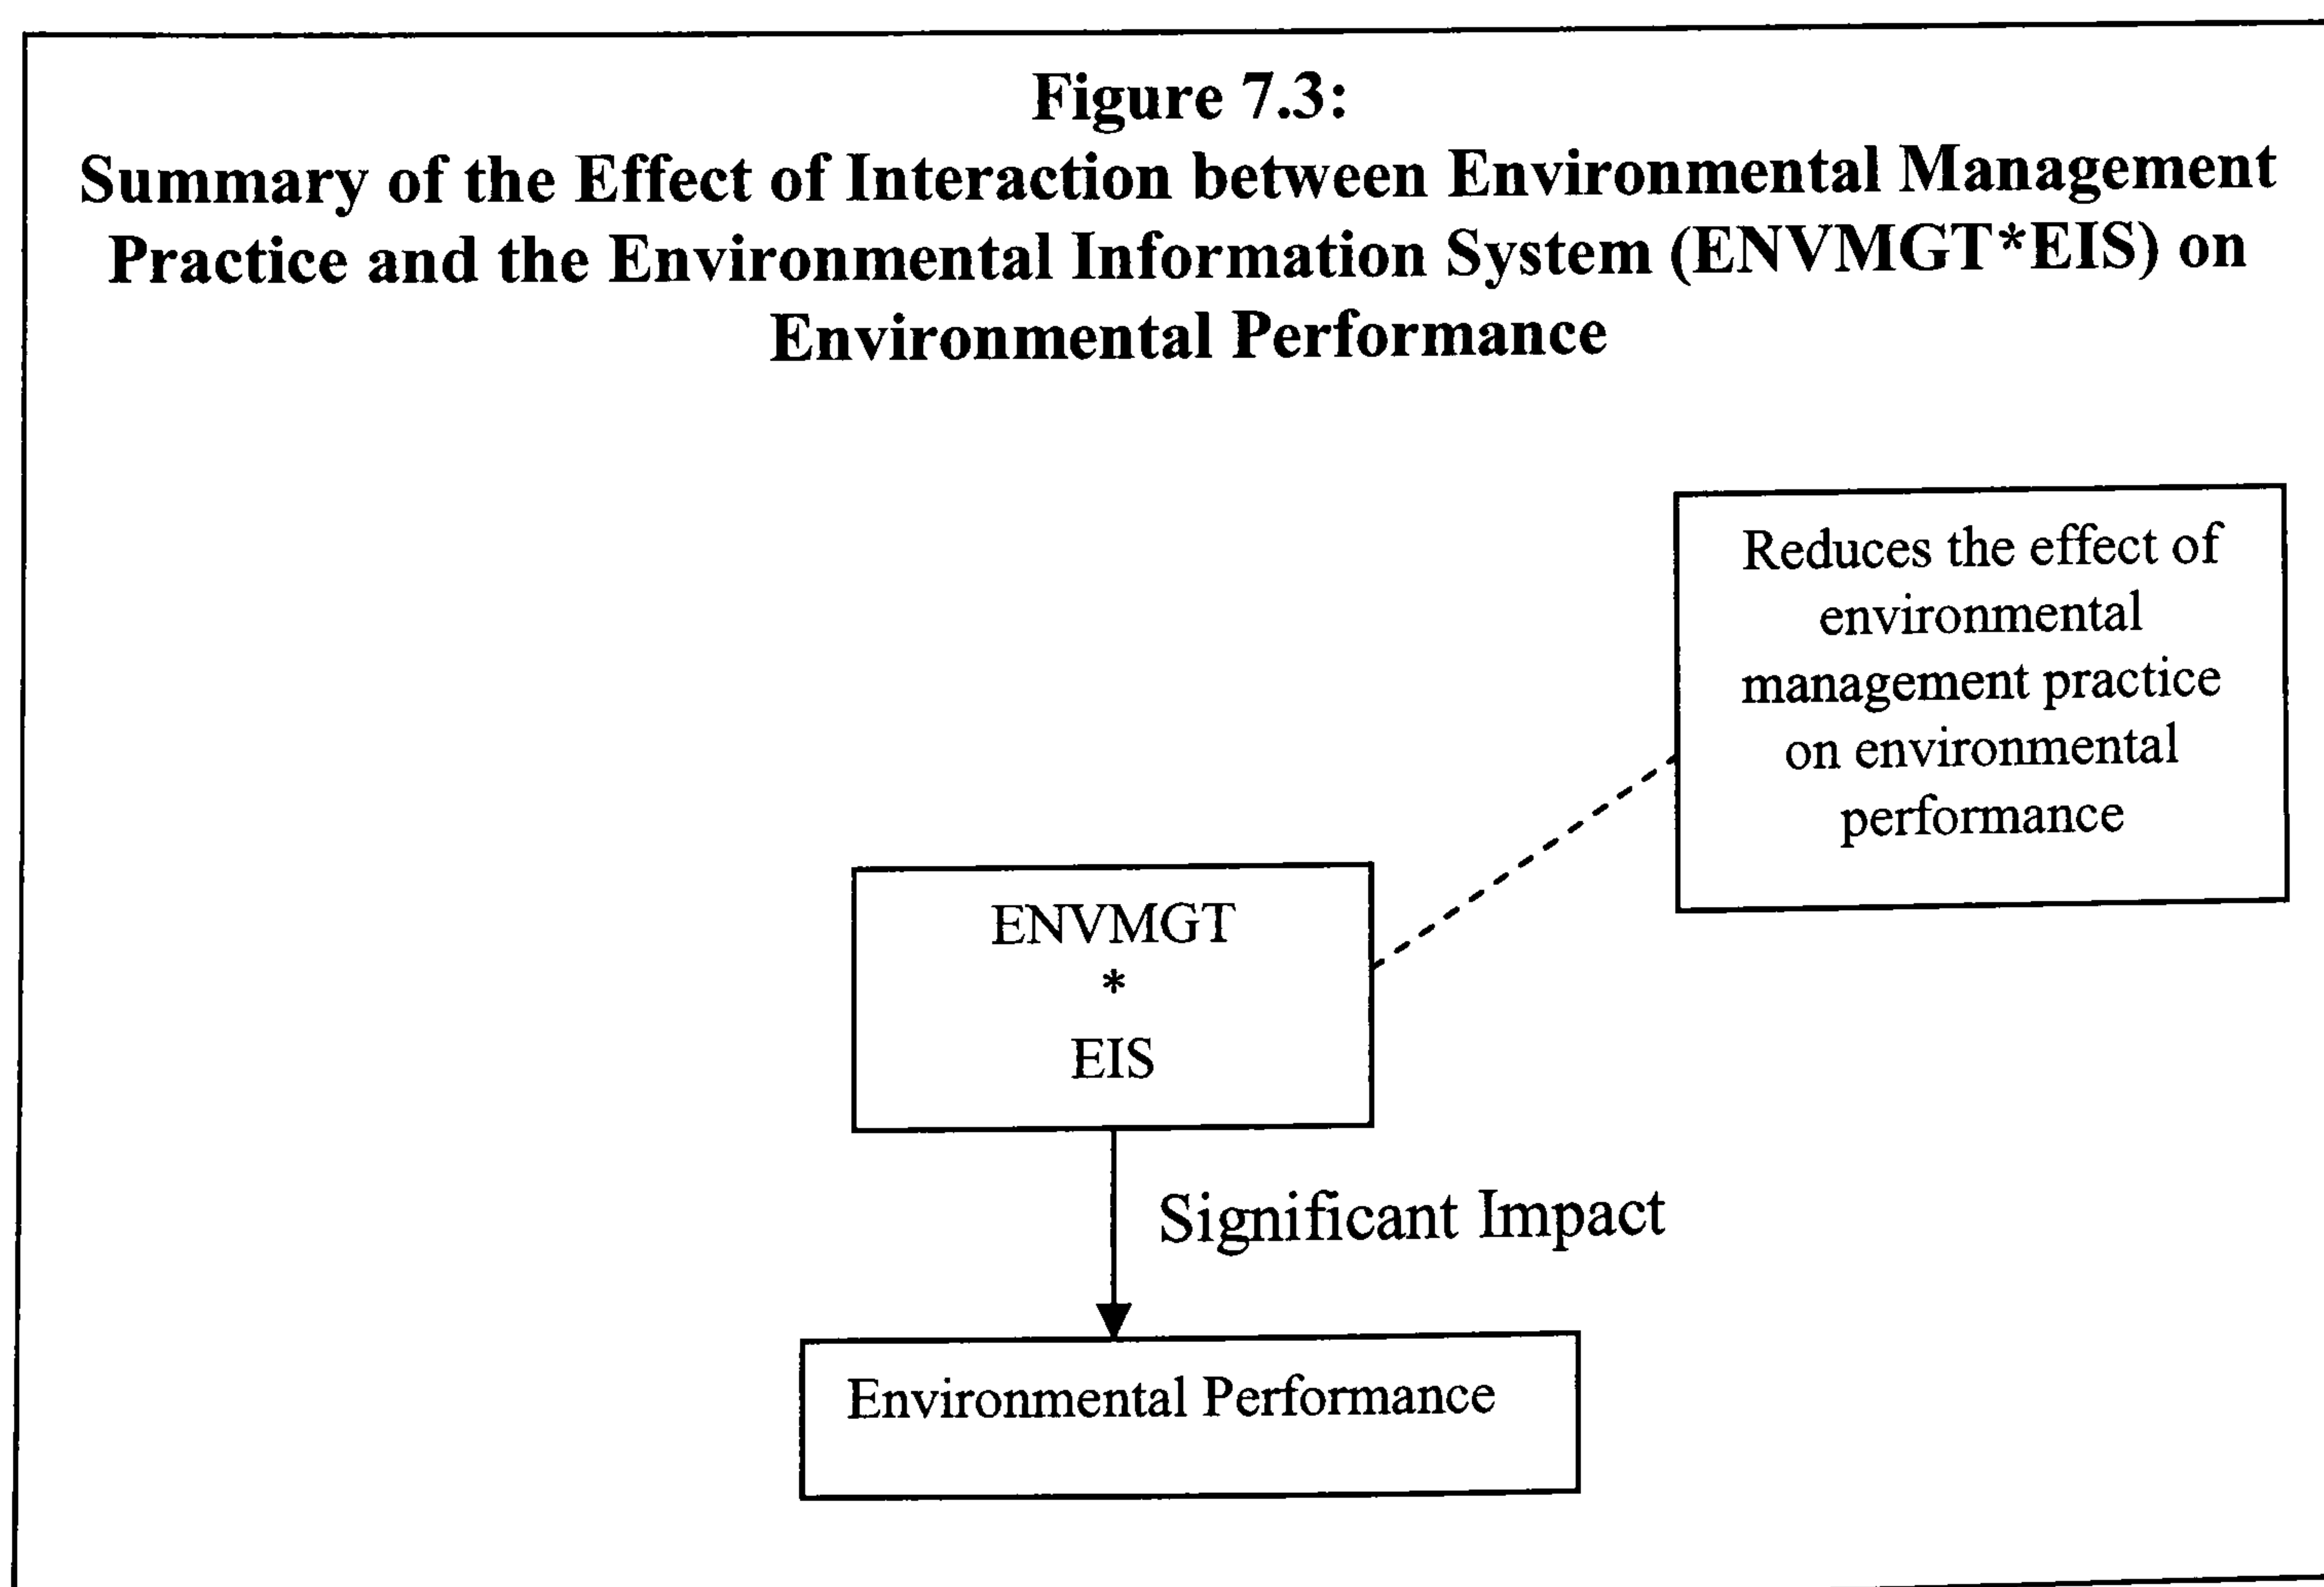 Figure 7.3:
Summary of the Effect of Interaction between Environmental Management
Practice and the Environmental Information System (ENVMGT*EIS) on
Environmental Performance
Reduces the effect of
environmental
management practice
on environmental
performance
ENVMGT
*
EIS
Significant Impact
Environmental Performance